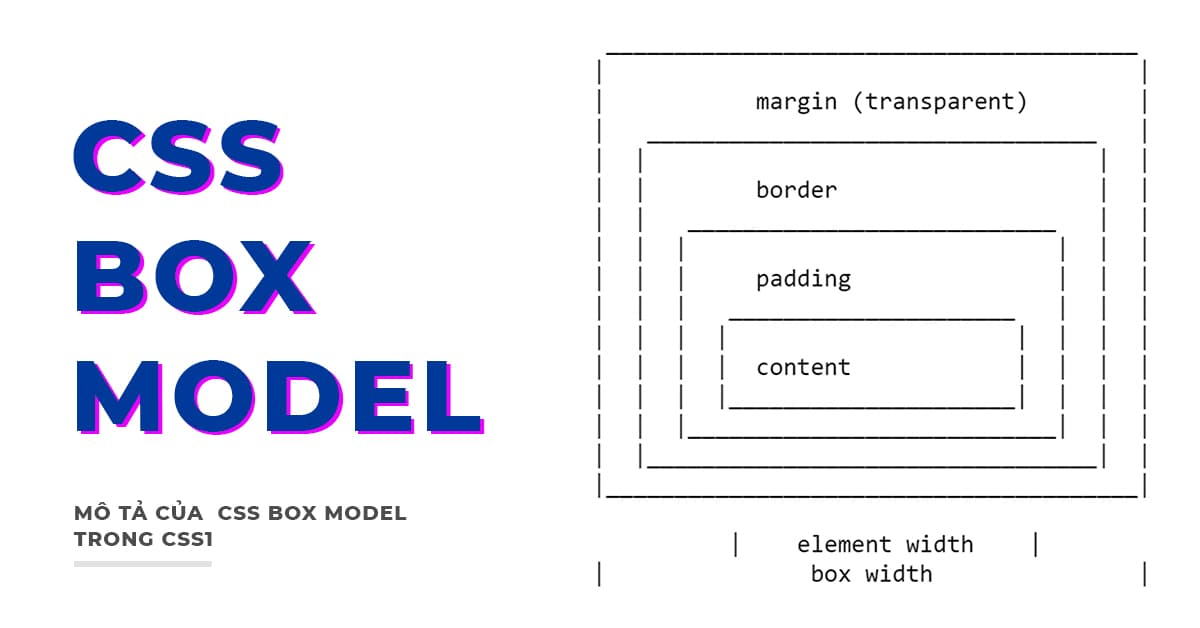 CSS
BOX
MODEL
MÔ TẢ CỦA CSS BOX MODEL
TRONG CSS1
margin (transparent)
border
padding
content
element width
box width